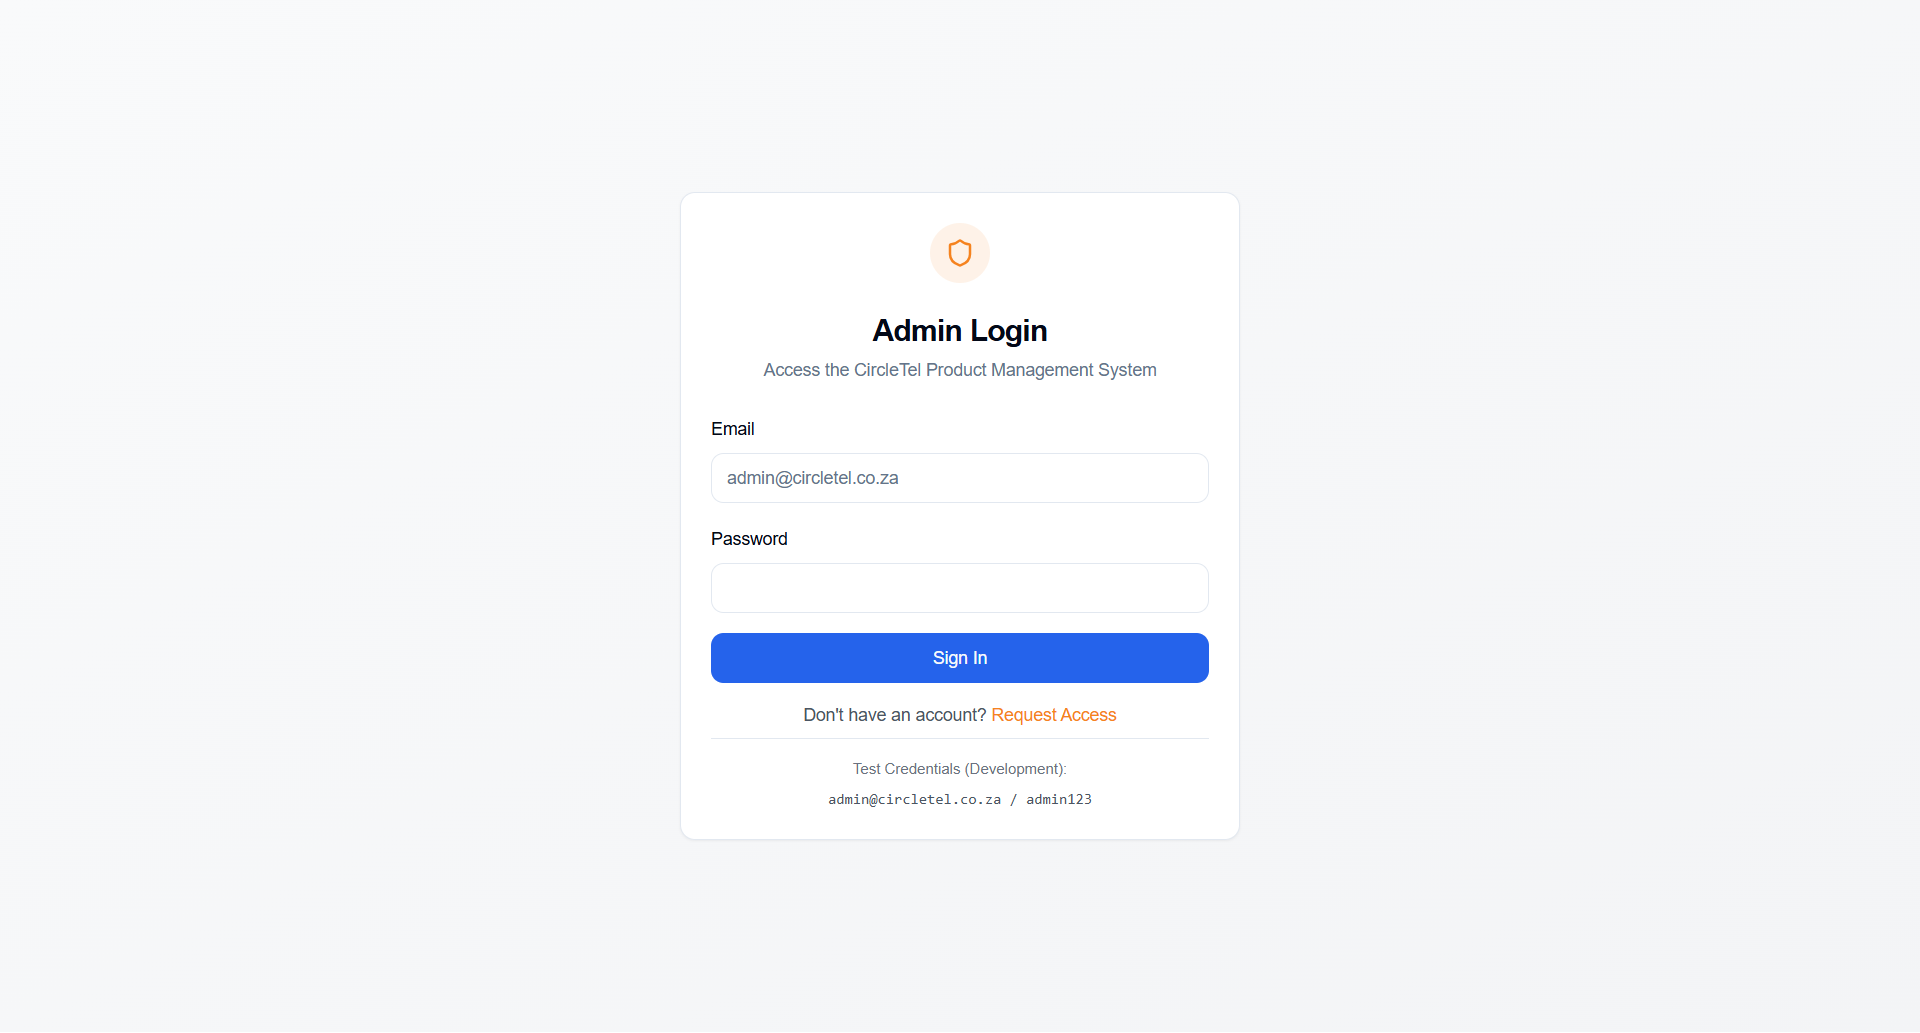 Admin Login
Access the CircleTel Product Management System
Email
admin@circletel.co.za
Password
Sign In
Don't have an account? Request Access
Test Credentials (Development):
admin@circletel.co.za / admin123